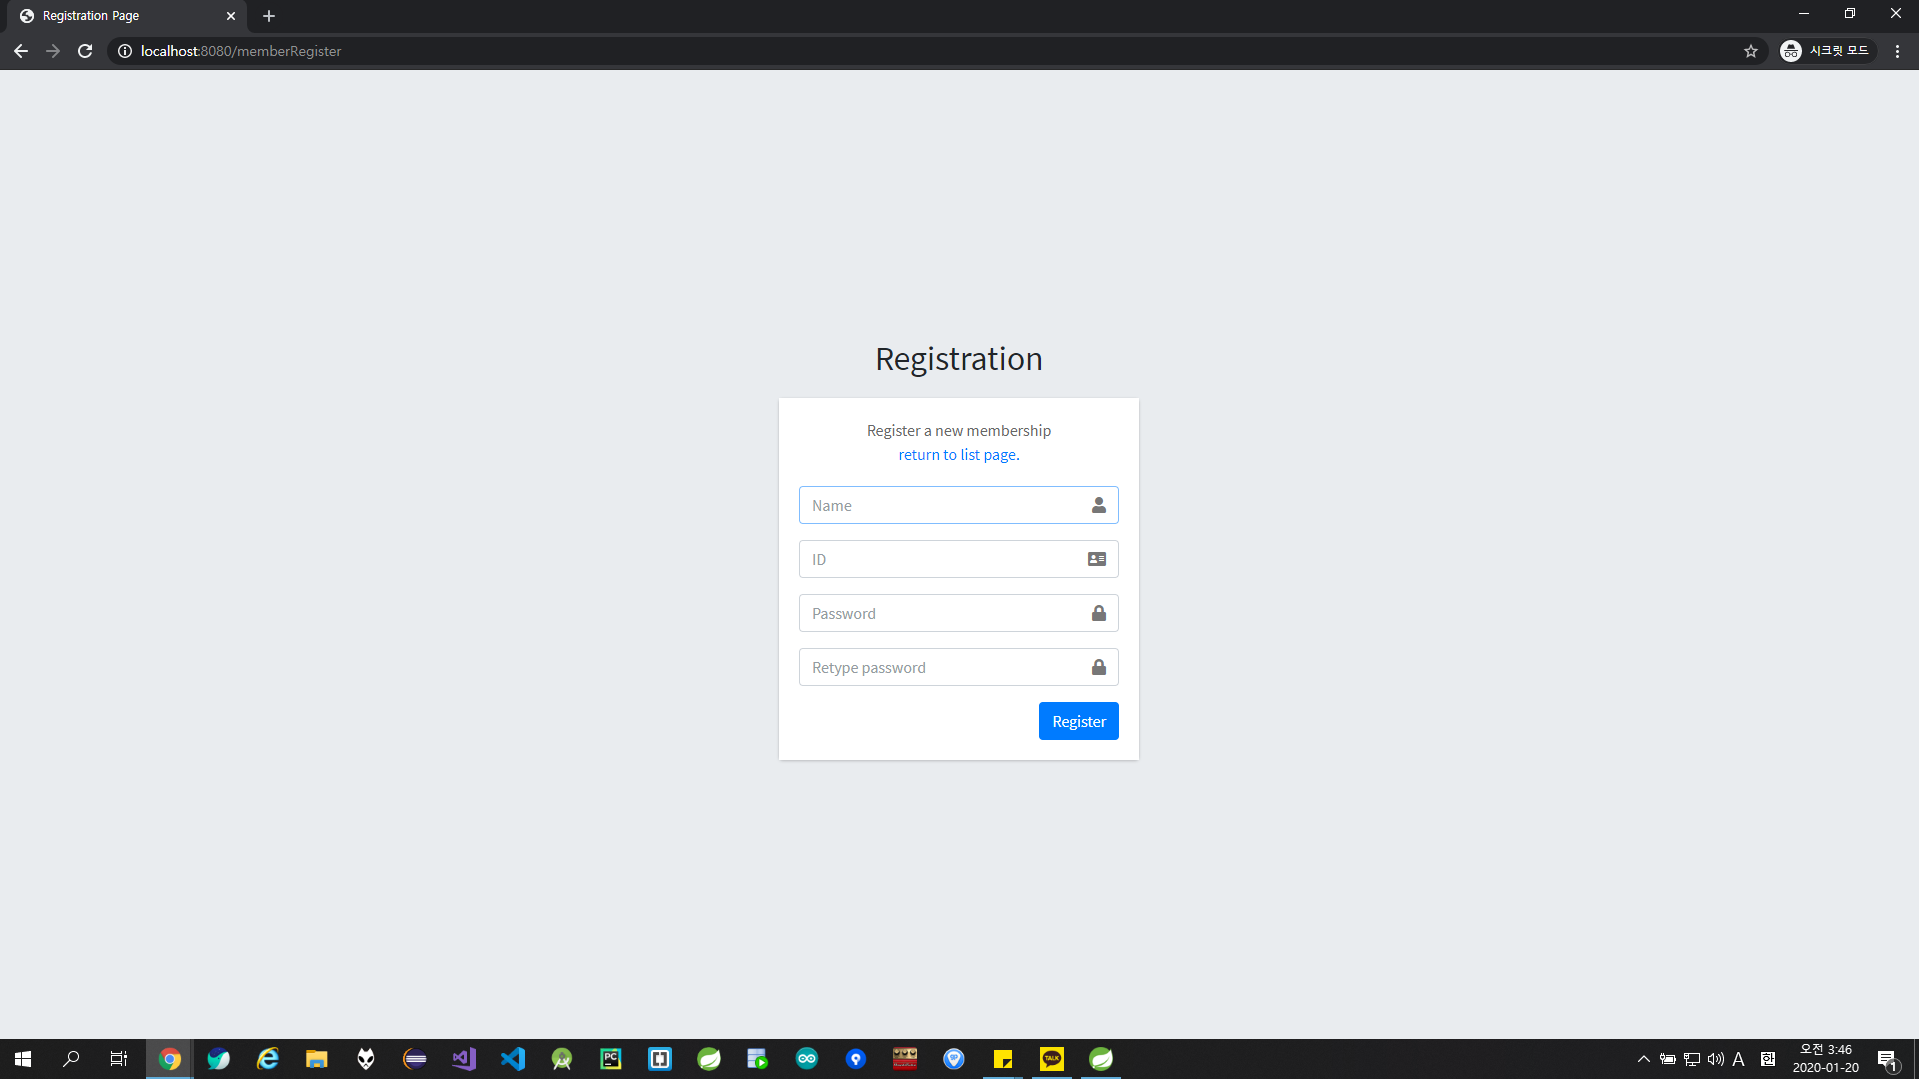 Registration Page
localhost:8080/memberRegister
시크릿 모드
Registration
Register a new membership
return to list page.
Name
ID
Password
Retype password
Register
PC
TALK
A
오전 3:46
2020-01-20
1